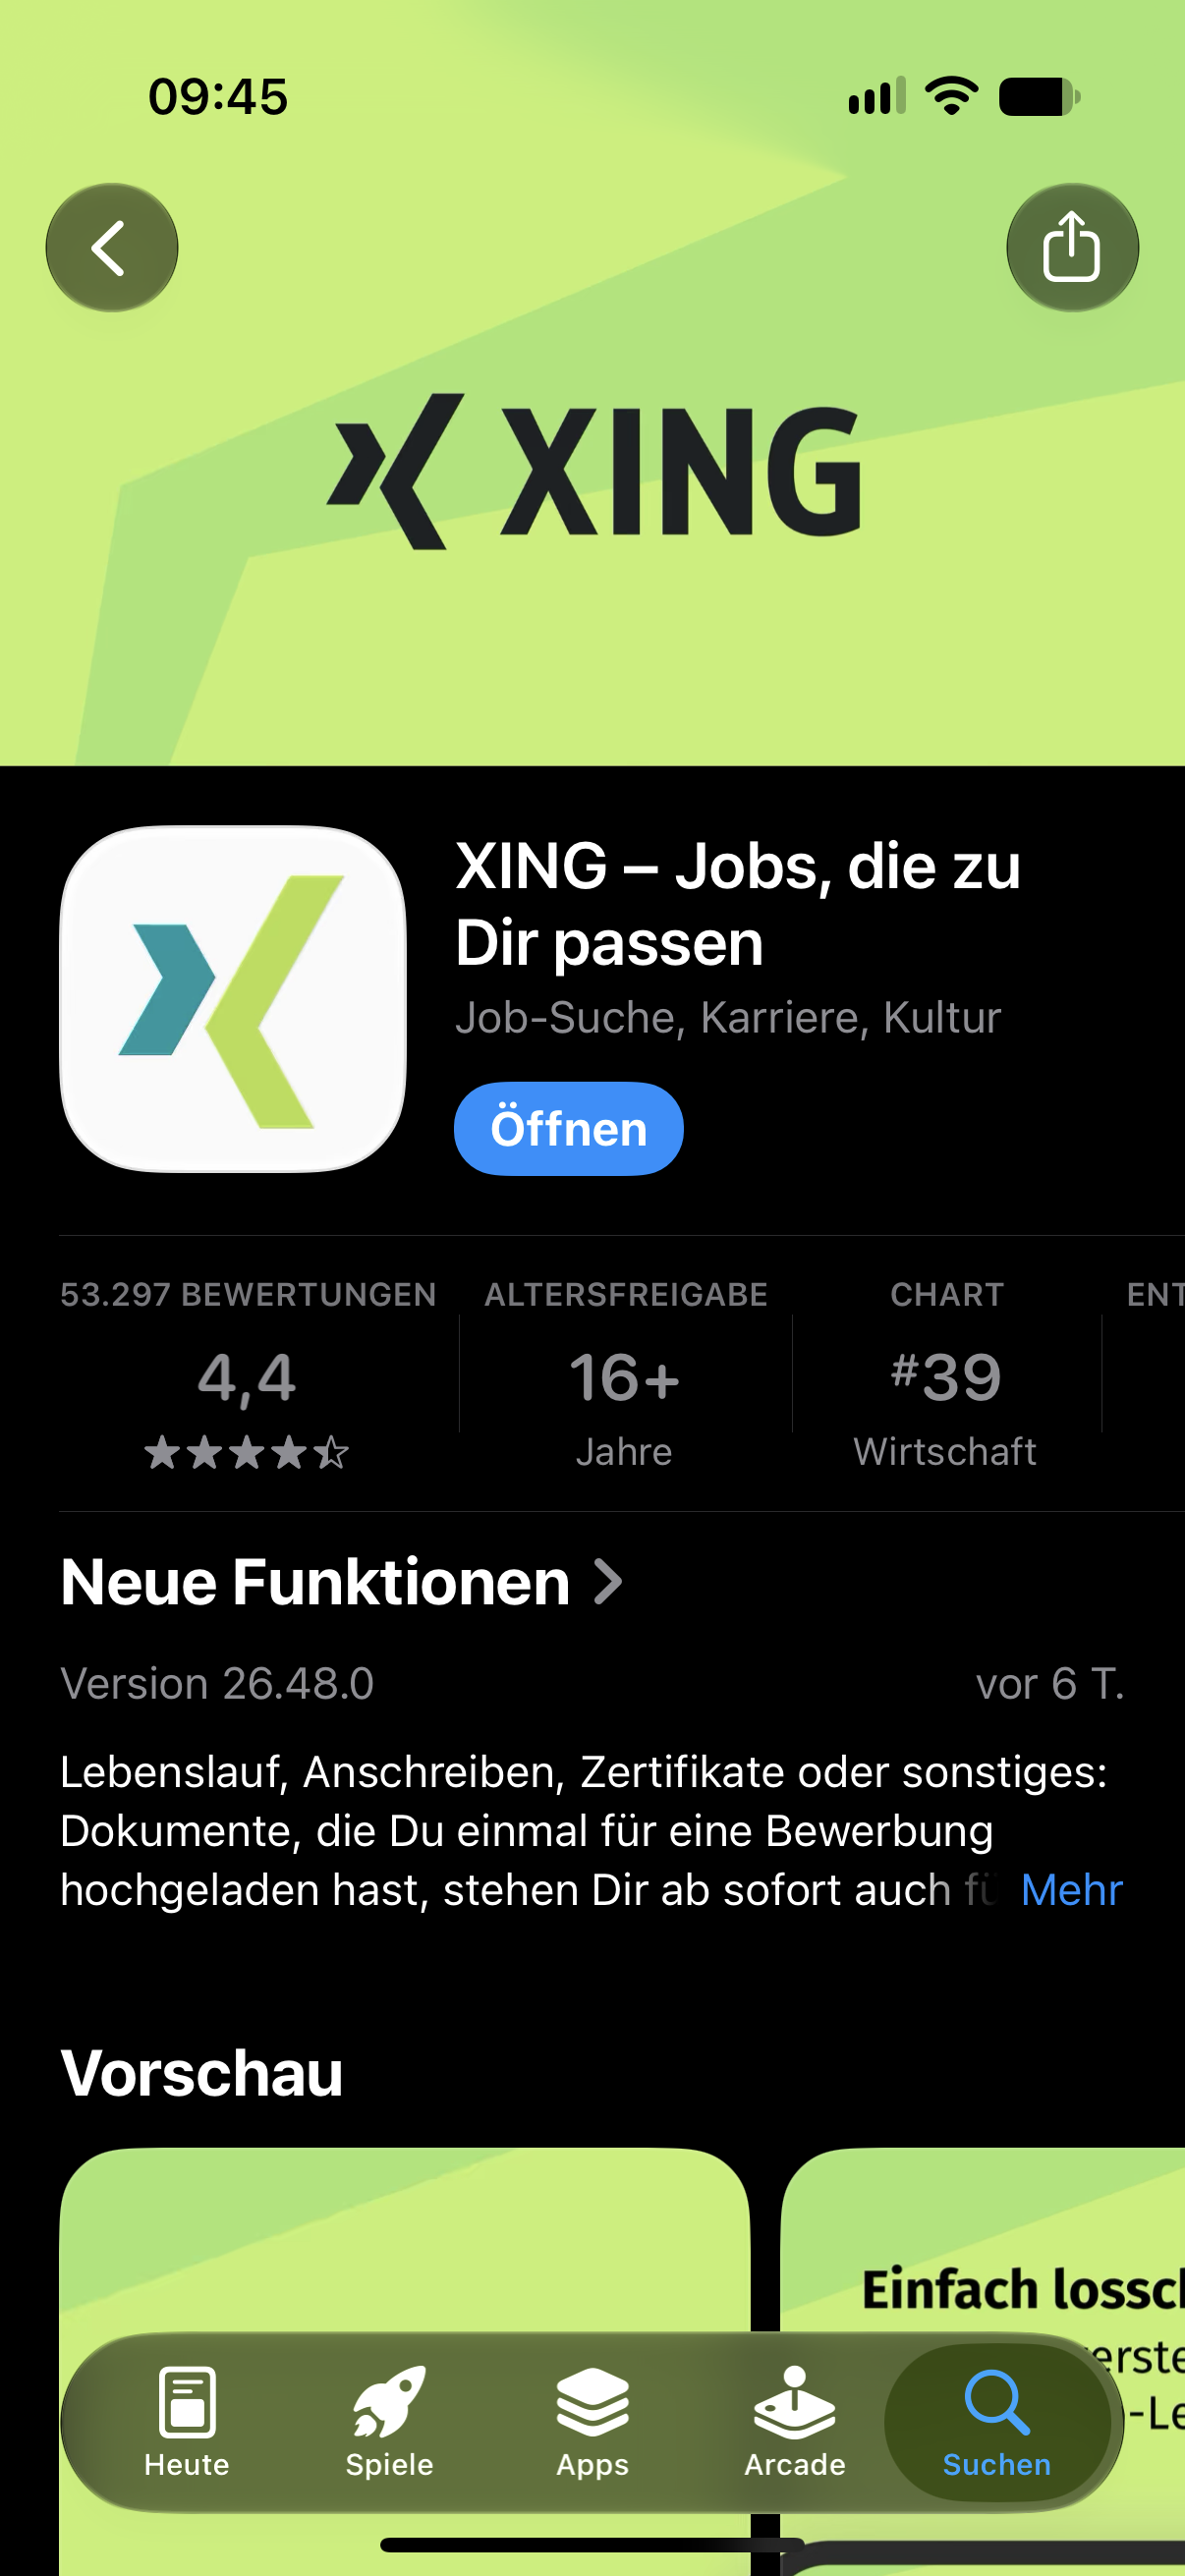 09:45
XING
XING – Jobs, die zu
Dir passen
Job-Suche, Karriere, Kultur
Öffnen
53.297 BEWERTUNGEN
4,4
ALTERSFREIGABE
16+
Jahre
CHART
#39
Wirtschaft
Neue Funktionen
Version 26.48.0
vor 6 T.
Lebenslauf, Anschreiben, Zertifikate oder sonstiges:
Dokumente, die Du einmal für eine Bewerbung
hochgeladen hast, stehen Dir ab sofort auch
Mehr
Vorschau
Einfach
Heute
Spiele
Apps
Arcade
Suchen